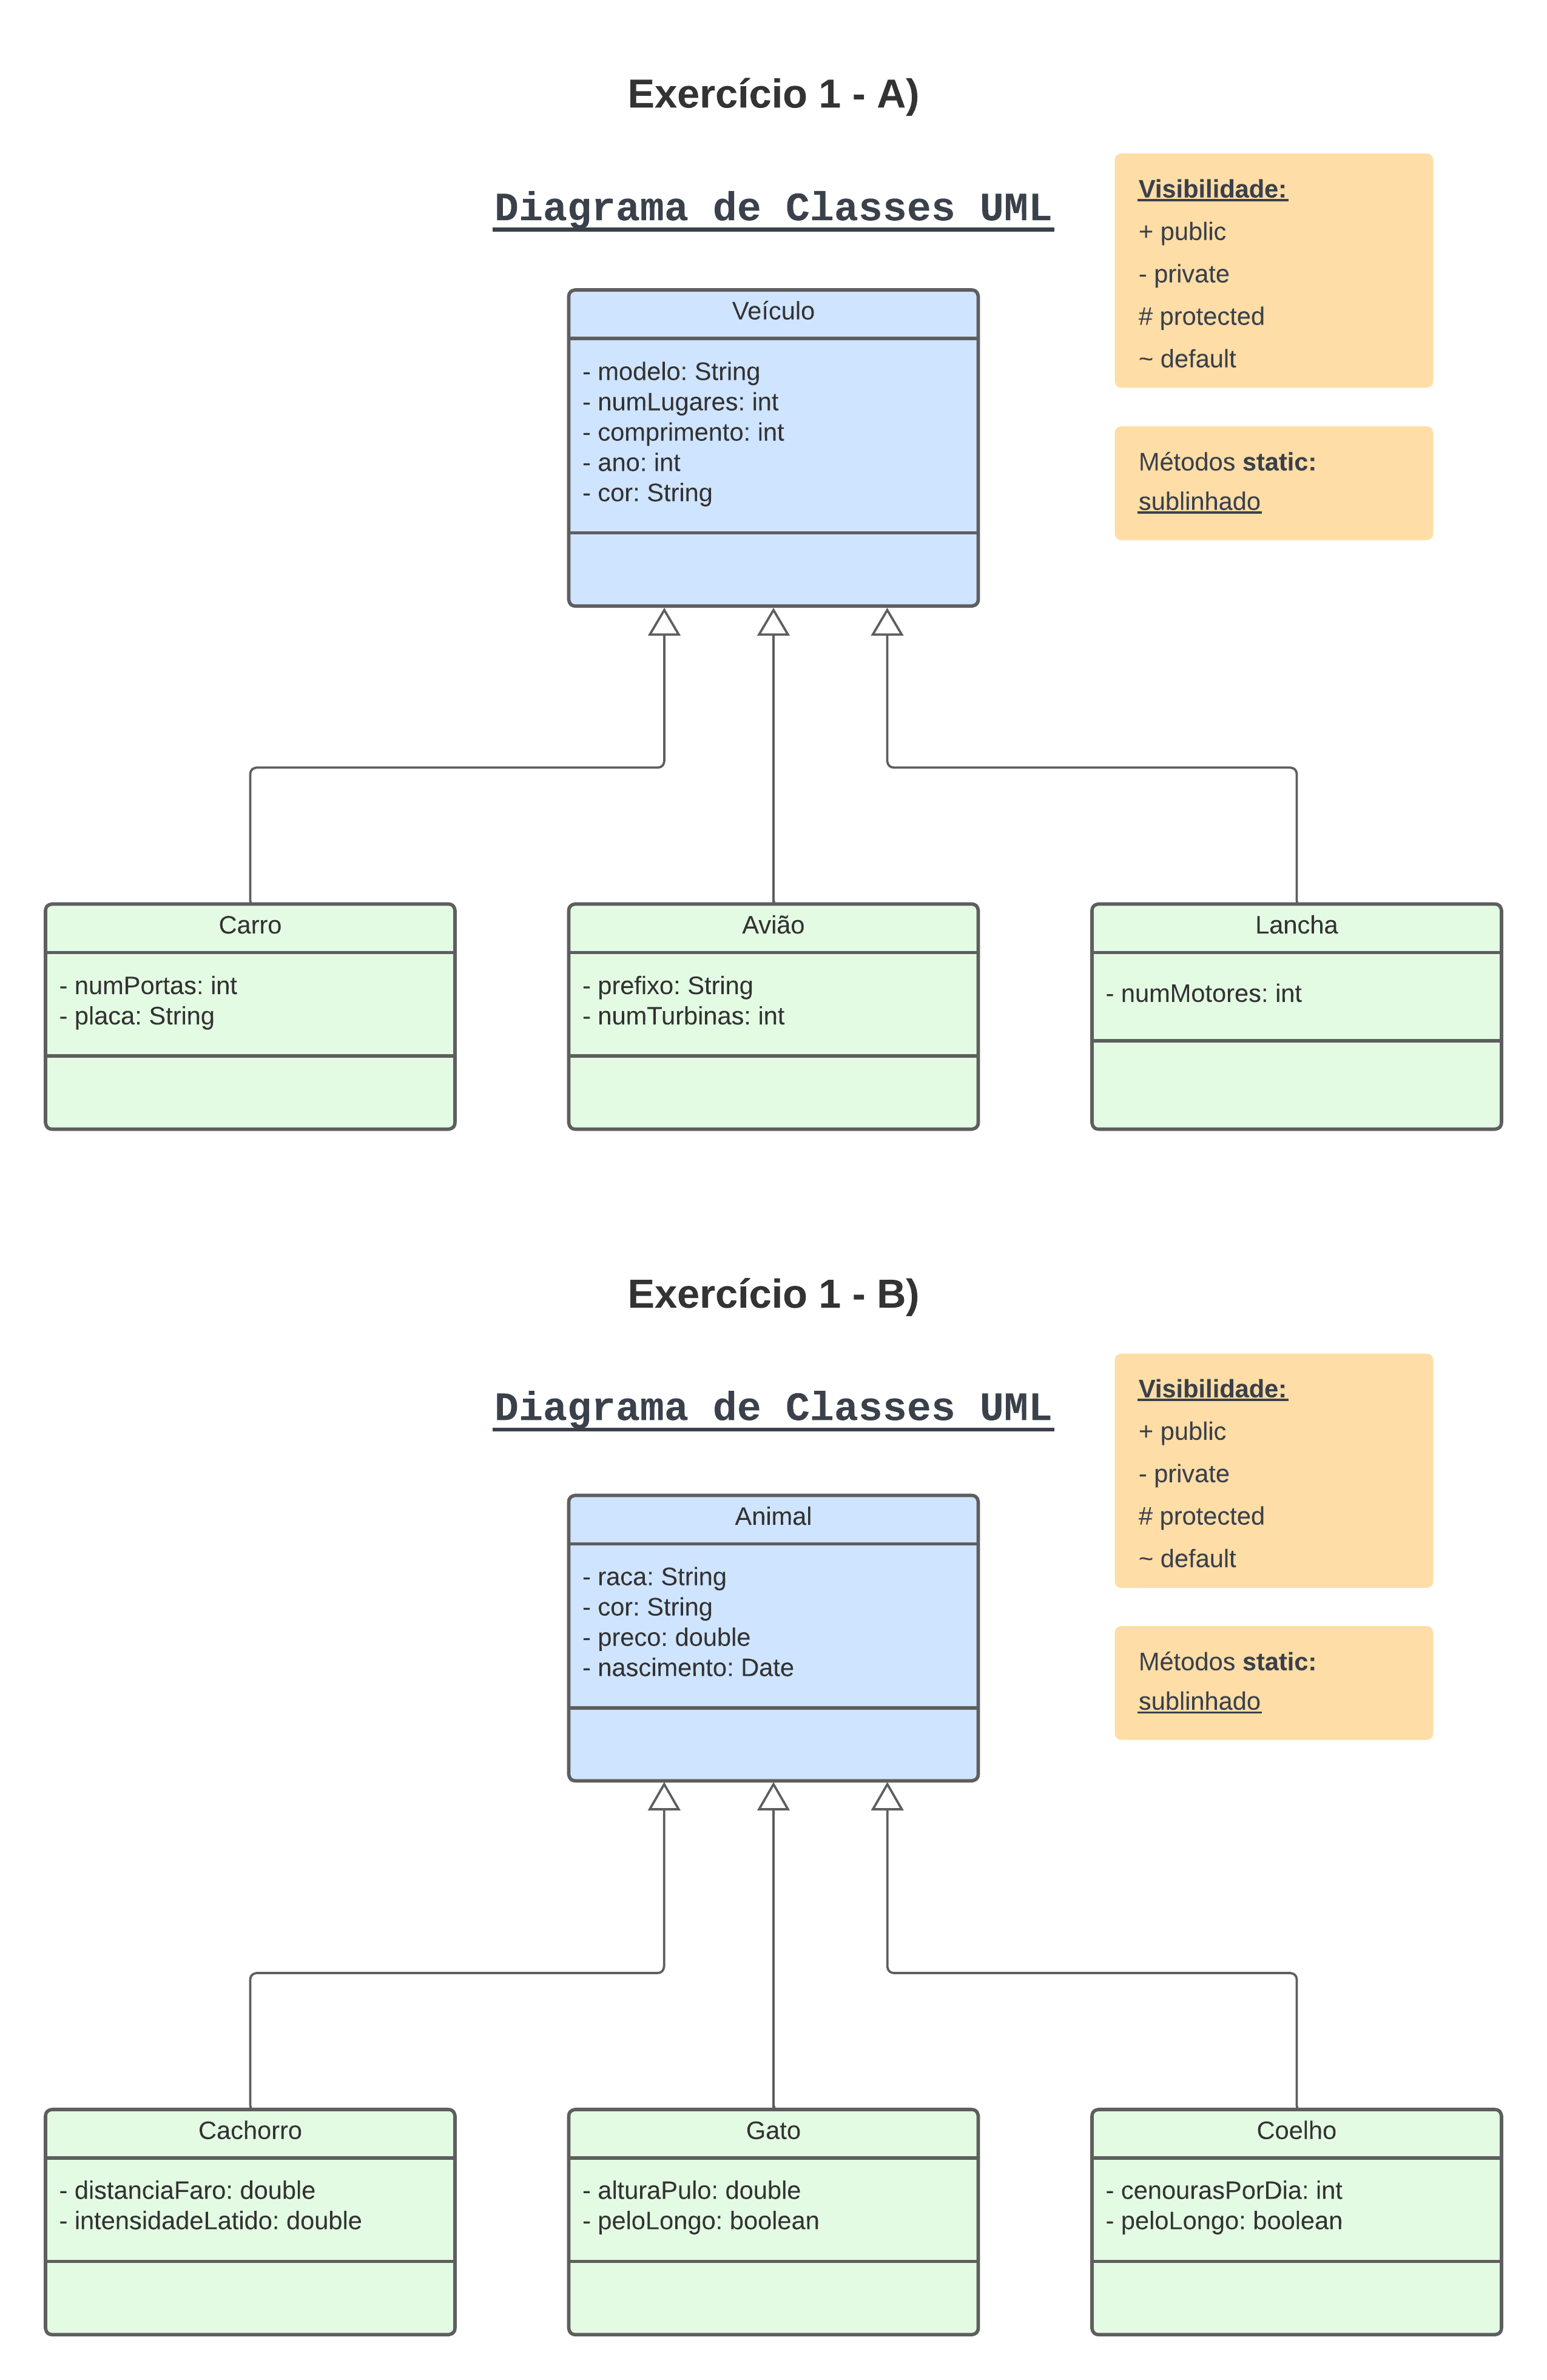 Exercício 1 - A)
Diagrama de Classes UML
Visibilidade:
+ public
- private
# protected
~ default
Métodos static:
sublinhado
Veículo
- modelo: String
- numLugares: int
- comprimento: int
- ano: int
- cor: String
Carro
- numPortas: int
- placa: String
Avião
- prefixo: String
- numTurbinas: int
Lancha
- numMotores: int
Exercício 1 - B)
Diagrama de Classes UML
Visibilidade:
+ public
- private
# protected
~ default
Métodos static:
sublinhado
Animal
- raca: String
- cor: String
- preco: double
- nascimento: Date
Cachorro
- distanciaFaro: double
- intensidadeLatido: double
Gato
- alturaPulo: double
- peloLongo: boolean
Coelho
- cenourasPorDia: int
- peloLongo: boolean